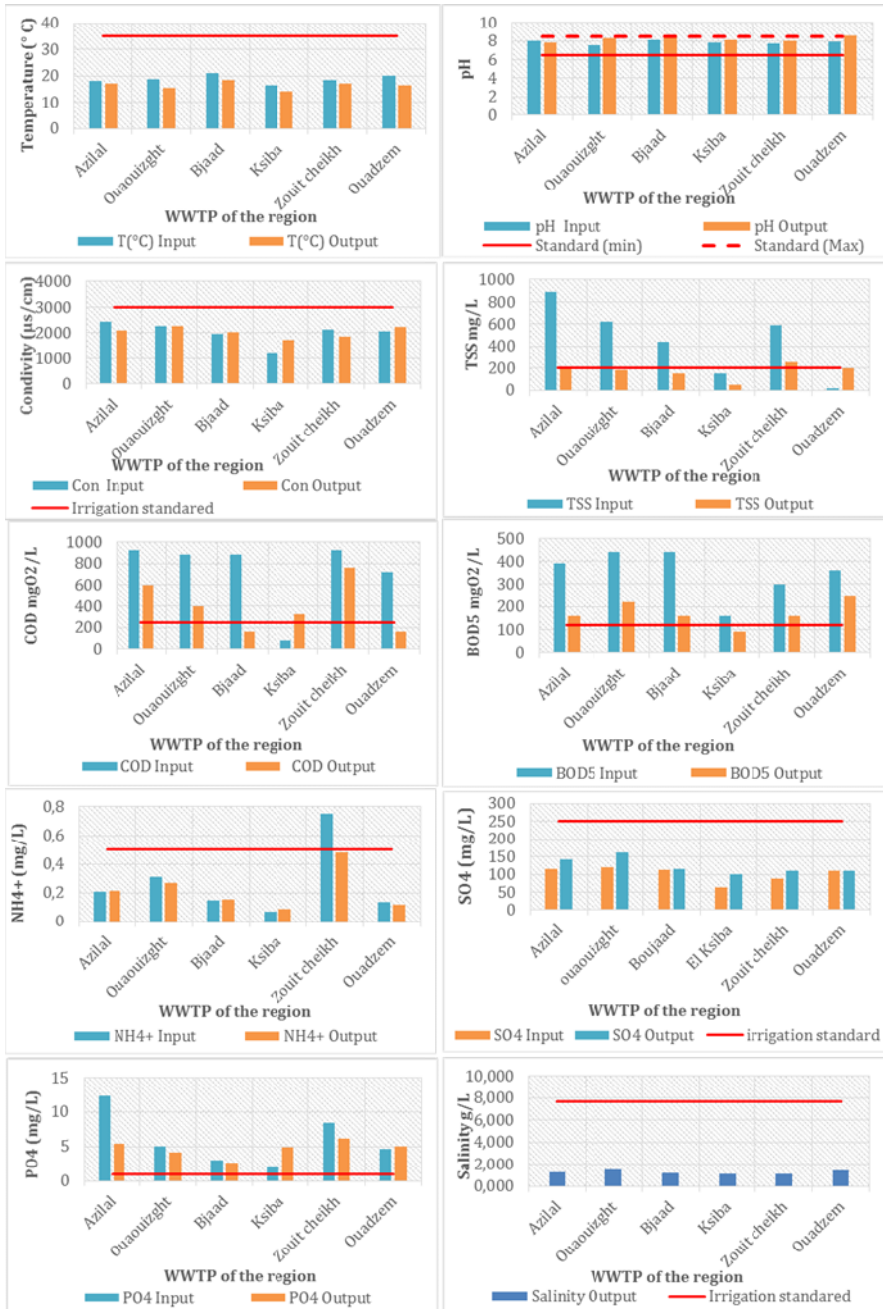 Temperature (° C)
40
30
20
10
0
Azilal
Ouaouizght
Bjaad
Ksiba
Zouit cheikh
Ouadzem
WWTP of the region
T(°C) Input
T(°C) Output
pH
10
8
6
4
2
0
Azilal
Ouaouizght
Bjaad
Ksiba
Zouit cheikh
Ouadzem
WWTP of the region
pH Input
pH Output
Standard (min)
Standard (Max)
Condivity (µs/cm)
5000
4000
3000
2000
1000
0
Azilal
Ouaouizght
Bjaad
Ksiba
Zouit cheikh
Ouadzem
WWTP of the region
Con Input
Con Output
Irrigation standared
TSS mg/L
1000
800
600
400
200
0
Azilal
Ouaouizght
Bjaad
Ksiba
Zouit cheikh
Ouadzem
WWTP of the region
TSS Input
TSS Output
COD mgO2/L
1000
800
600
400
200
0
Azilal
Ouaouizght
Bjaad
Ksiba
Zouit cheikh
Ouadzem
WWTP of the region
COD Input
COD Output
BOD5 mgO2/L
500
400
300
200
100
0
Azilal
Ouaouizght
Bjaad
Ksiba
Zouit cheikh
Ouadzem
WWTP of the region
BOD5 Input
BOD5 Output
NH4+ (mg/L)
0,8
0,6
0,4
0,2
0
Azilal
Ouaouizght
Bjaad
Ksiba
Zouit cheikh
Ouadzem
WWTP of the region
NH4+ Input
NH4+ Output
SO4 (mg/L)
300
250
200
150
100
50
0
Azilal
ouaouizght
Boujaad
El Ksiba
Zouit cheikh
Ouadzem
WWTP of the region
SO4 Input
SO4 Output
irrigation standard
PO4 (mg/L)
15
10
5
0
Azilal
Ouaouizght
Bjaad
Ksiba
Zouit cheikh
Ouadzem
WWTP of the region
PO4 Input
PO4 Output
Salinity g/L
10,000
8,000
6,000
4,000
2,000
0,000
Azilal
Ouaouizght
Bjaad
Ksiba
Zouit cheikh
Ouadzem
WWTP of the region
Salinity Output
Irrigation standared